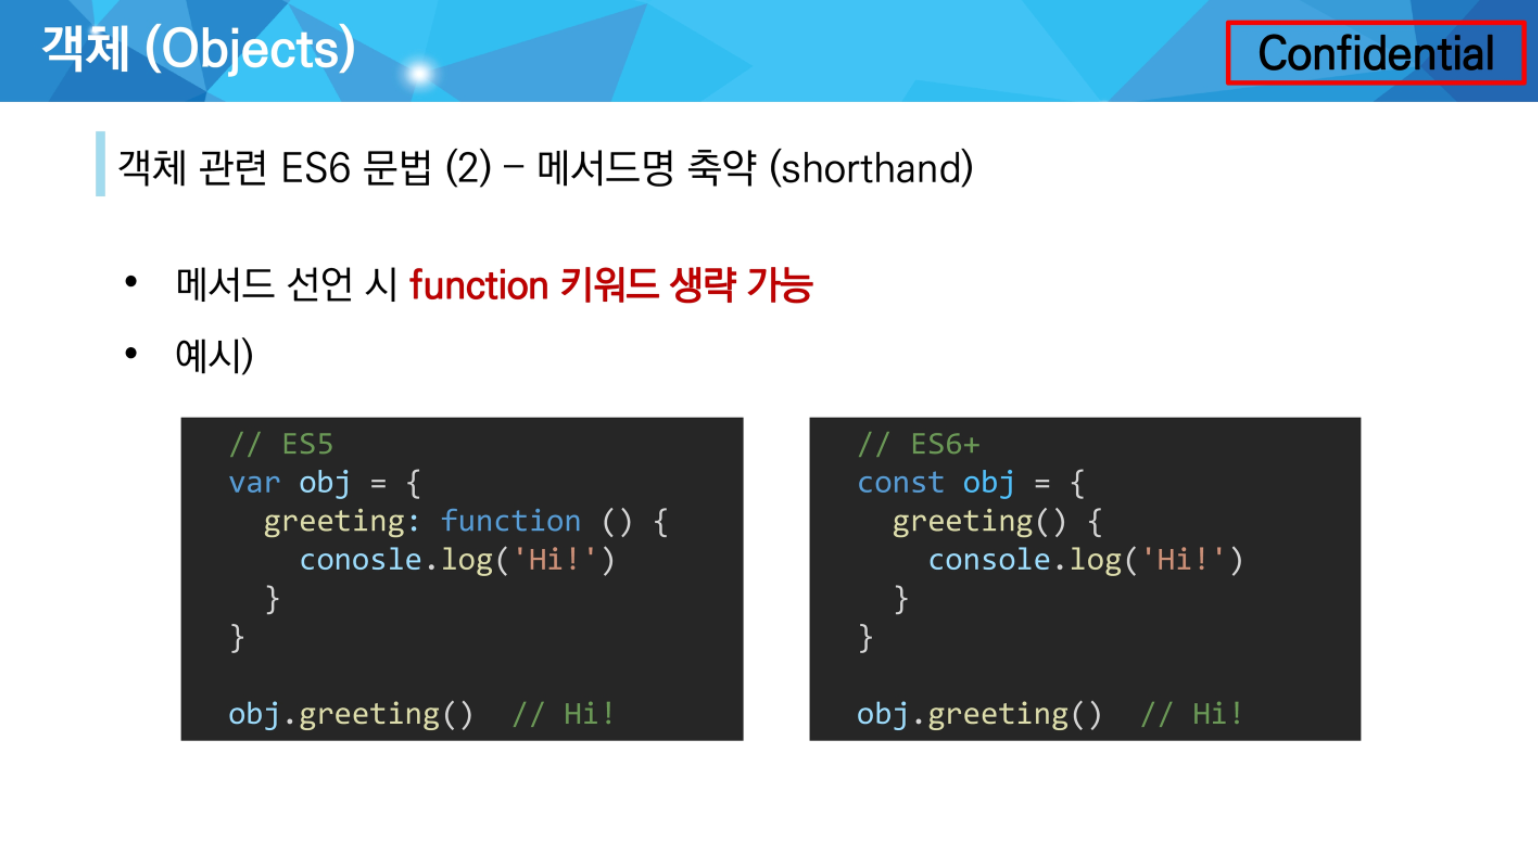 객체 (Objects)
Confidential
객체 관련 ES6 문법 (2) – 메서드명 축약 (shorthand)
• 메서드 선언 시 function 키워드 생략 가능
• 예시)
// ES5
var obj = {
  greeting: function () {
    conosle.log('Hi!')
  }
}
obj.greeting()  // Hi!
// ES6+
const obj = {
  greeting() {
    console.log('Hi!')
  }
}
obj.greeting()  // Hi!